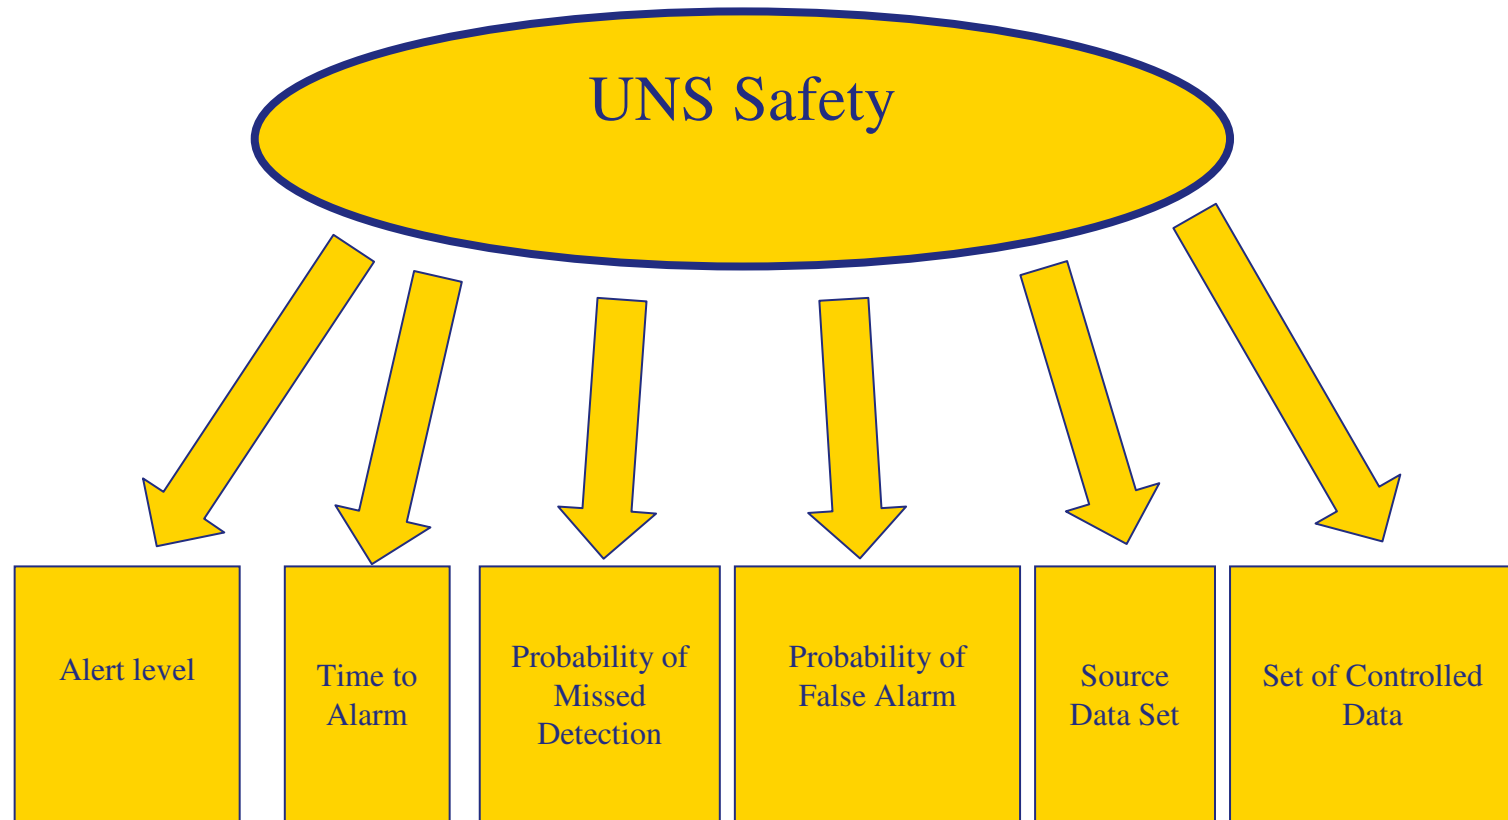 UNS Safety
Alert level
Time to
Alarm
Probability of
Missed
Detection
Probability of
False Alarm
Source
Data Set
Set of Controlled
Data